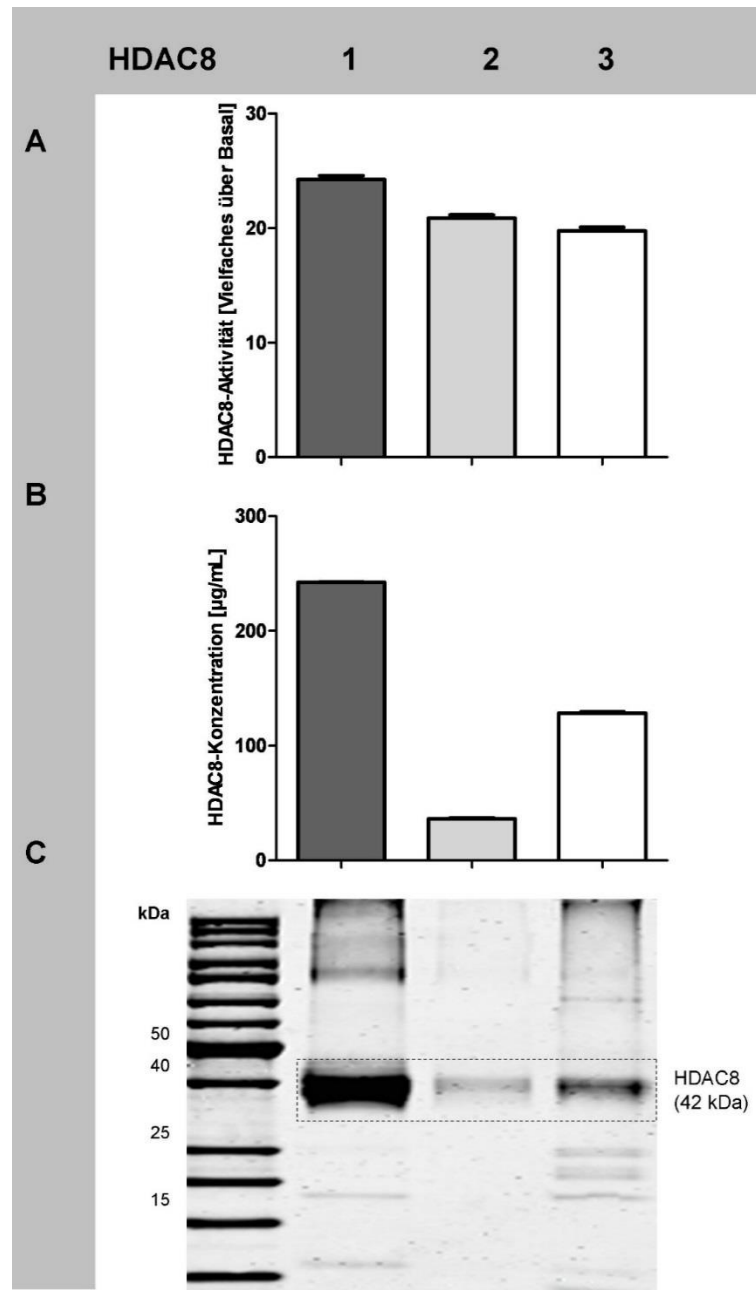 HDAC8 1 2 3
A
HDAC8-Aktivität [Vielfaches über Basal]
30
20
10
0
B
HDAC8-Konzentration [µg/mL]
300
200
100
0
C
kDa
50
40
25
15
HDAC8
(42 kDa)